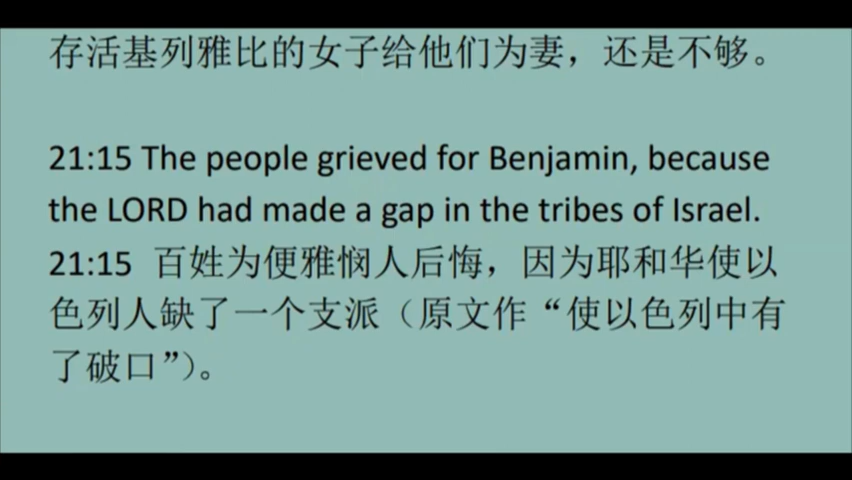 存活基列雅比的女子给他们为妻，还是不够。
21:15 The people grieved for Benjamin, because
the LORD had made a gap in the tribes of Israel.
21:15 百姓为便雅悯人后悔，因为耶和华使以
色列人缺了一个支派（原文作“使以色列中有
了破口”）。